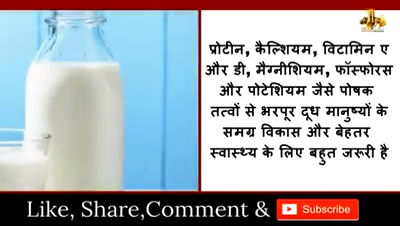 प्रोटीन, कैल्शियम, विटामिन ए
और डी, मैग्नीशियम, फॉस्फोरस
और पोटेशियम जैसे पोषक
तत्वों से भरपूर दूध मानुष्यों के
समग्र विकास और बेहतर
स्वास्थ्य के लिए बहुत जरूरी है
Like, Share,Comment & Subscribe